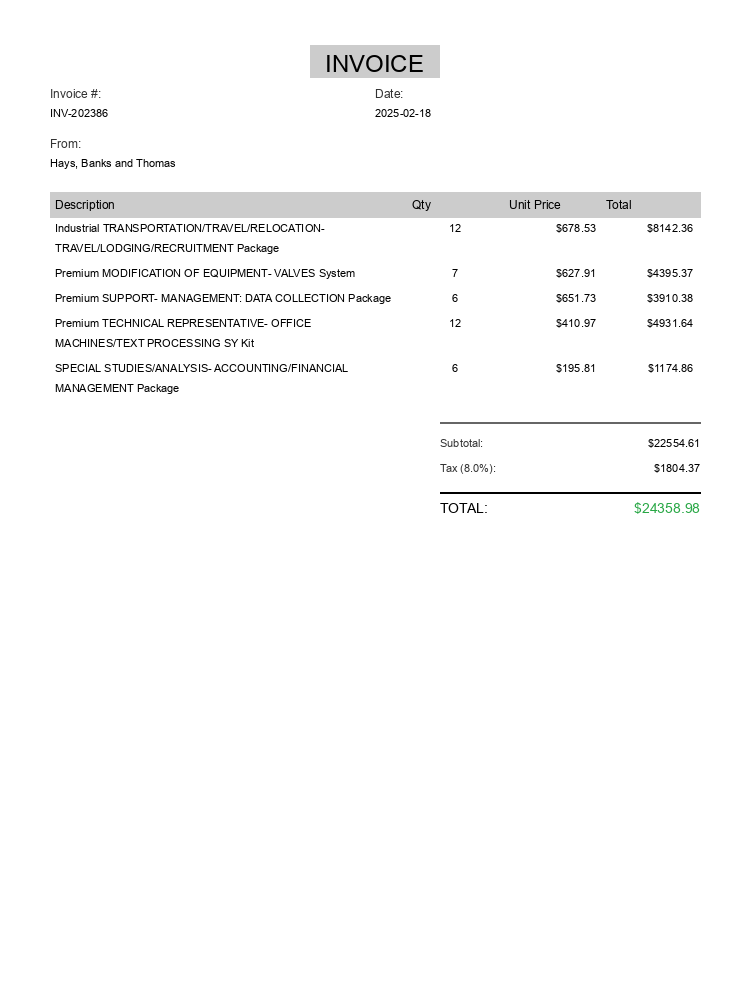 INVOICE
Invoice #: Date:
INV-202386 2025-02-18
From:
Hays, Banks and Thomas
Description Qty Unit Price Total
Industrial TRANSPORTATION/TRAVEL/RELOCATION- 12 $678.53 $8142.36
TRAVEL/LODGING/RECRUITMENT Package
Premium MODIFICATION OF EQUIPMENT- VALVES System 7 $627.91 $4395.37
Premium SUPPORT- MANAGEMENT: DATA COLLECTION Package 6 $651.73 $3910.38
Premium TECHNICAL REPRESENTATIVE- OFFICE 12 $410.97 $4931.64
MACHINES/TEXT PROCESSING SY Kit
SPECIAL STUDIES/ANALYSIS- ACCOUNTING/FINANCIAL 6 $195.81 $1174.86
MANAGEMENT Package
Subtotal: $22554.61
Tax (8.0%): $1804.37
TOTAL: $24358.98